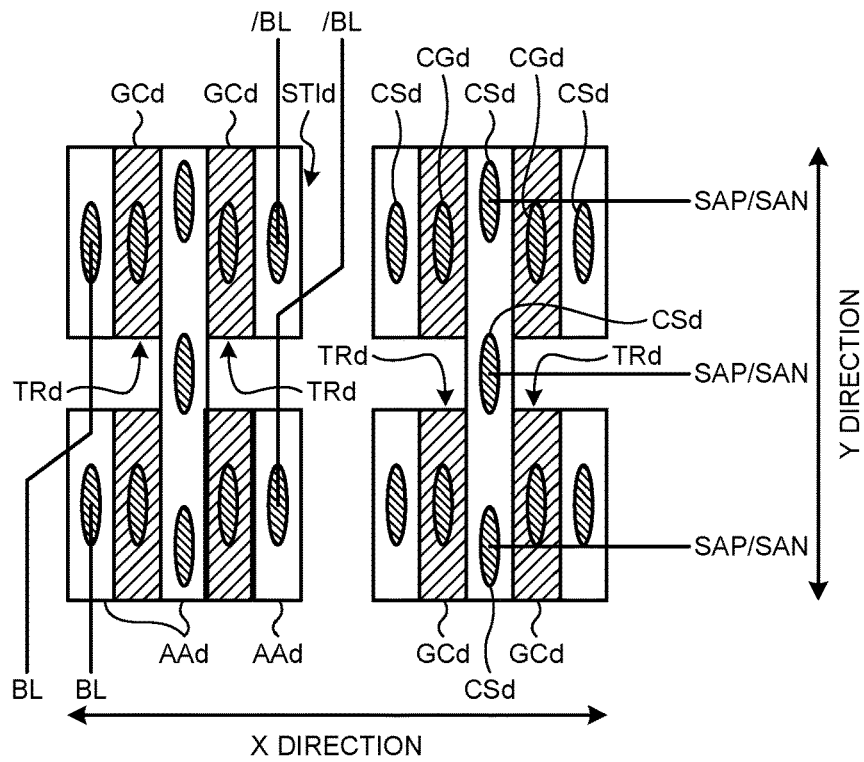 /BL /BL
CGd CGd
GCd GCd STId CSd CSd CSd
SAP/SAN
CSd
TRd TRd
TRd TRd SAP/SAN
Y DIRECTION
SAP/SAN
AAd AAd GCd GCd
BL BL CSd
X DIRECTION